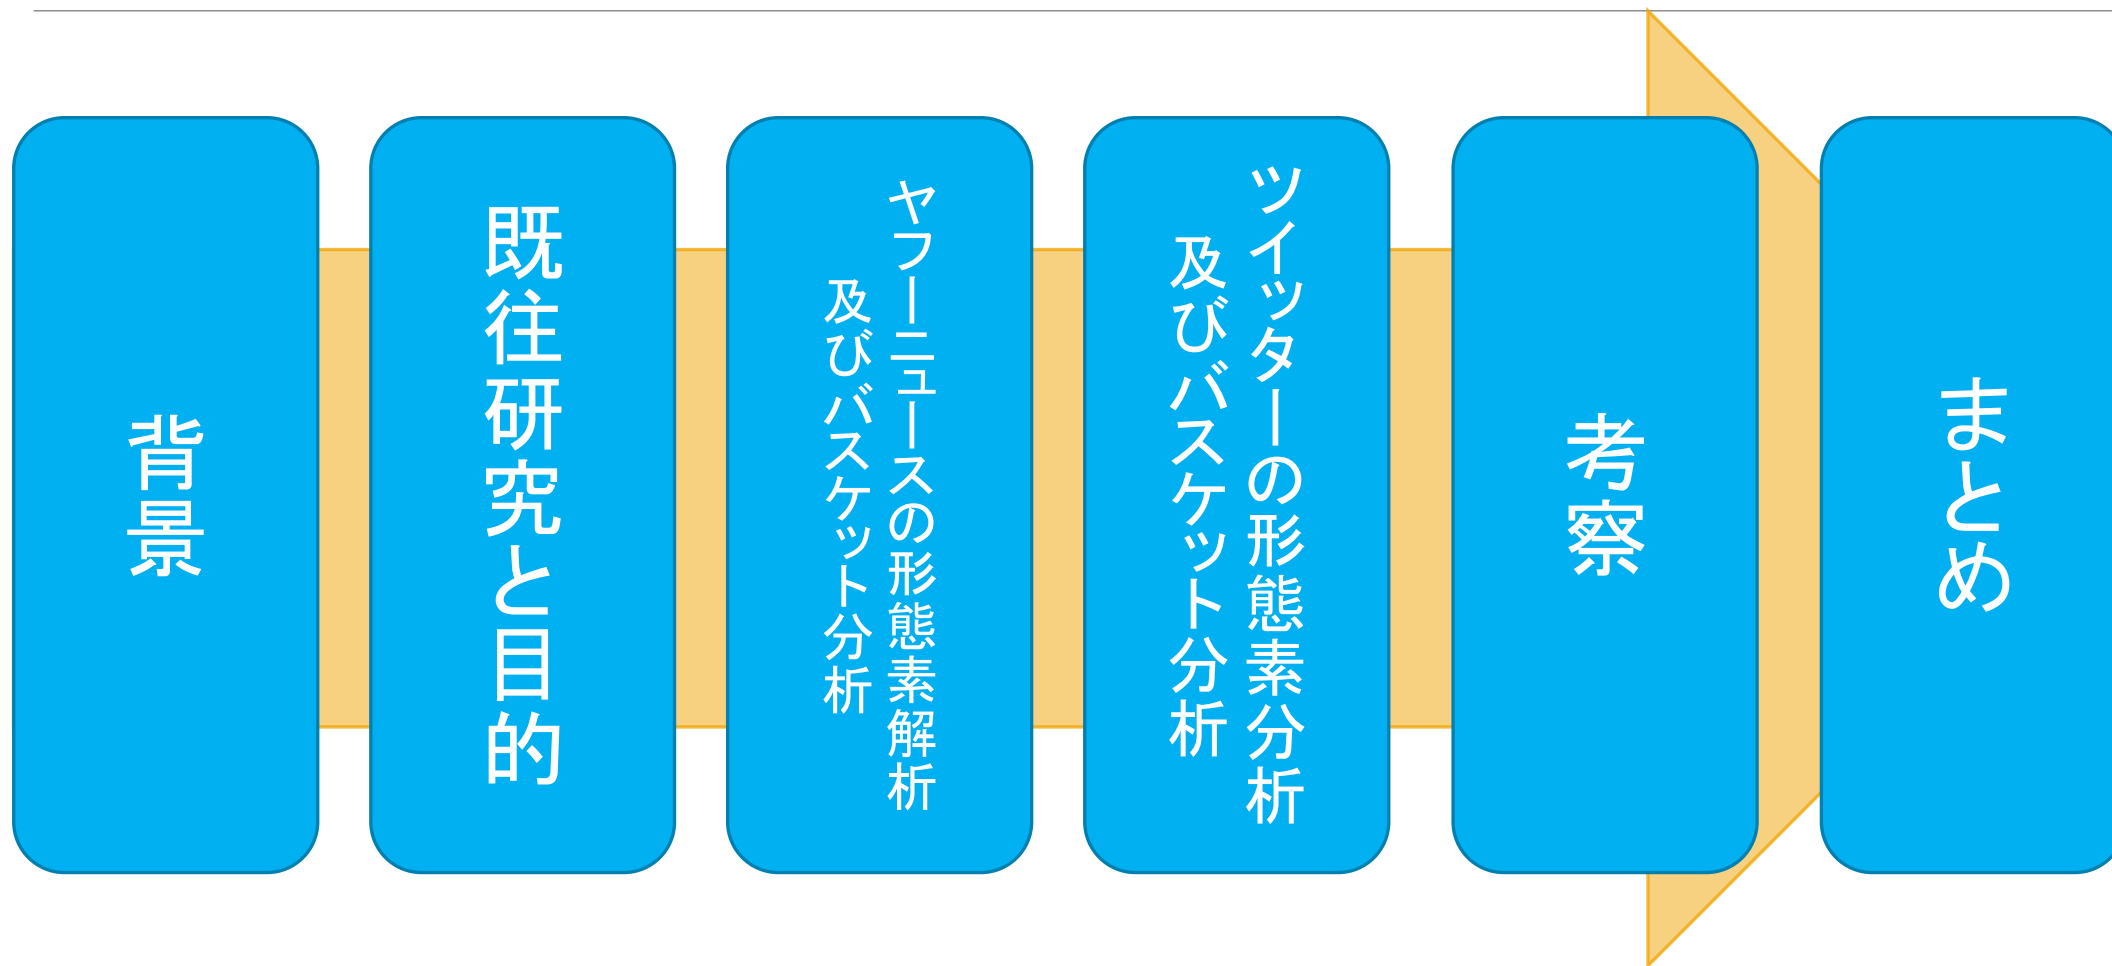 背景
既往研究と目的
ヤフーニュースの形態素解析
及びバスケット分析
ツイッターの形態素分析
及びバスケット分析
考察
まとめ